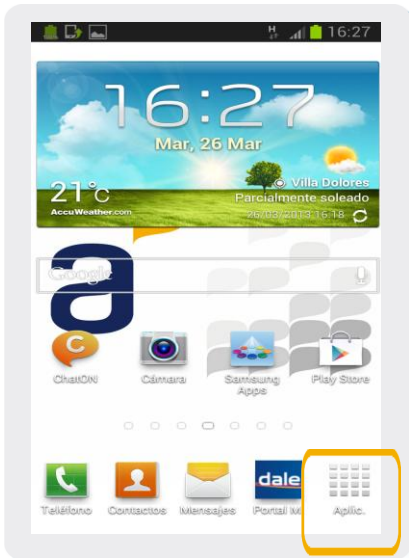 H 16:27
16:27
Mar, 26 Mar
21°c
AccuWeather.com
Villa Dolores
Parcialmente soleado
26/03/2013 16:18
a
Google
ChatON
Cámara
Samsung
Apps
Play Store
Teléfono
Contactos
Mensajes
dale
Portal M
Aplic.